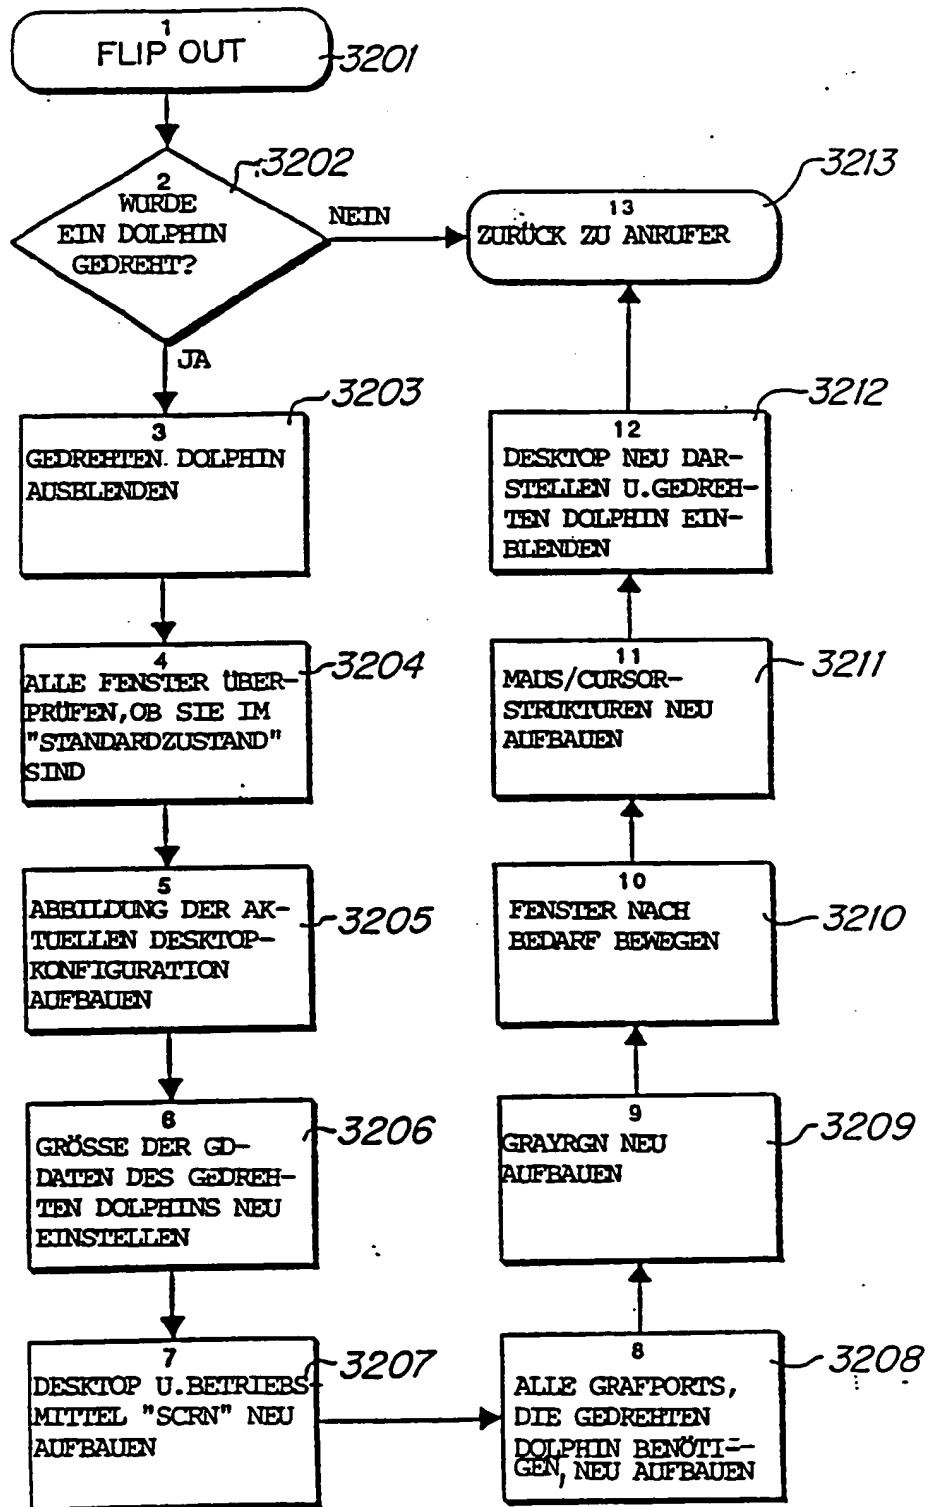 1
FLIP OUT
3201
3202
2
WURDE
EIN DOLPHIN
GEDREHT?
NEIN
JA
3213
13
ZURÜCK ZU ANRUFER
3203
3
GEDREHTEN DOLPHIN
AUSBLENDEN
3204
4
ALLE FENSTER ÜBER-
PRÜFEN, OB SIE IM
"STANDARDZUSTAND"
SIND
3205
5
ABBILDUNG DER AK-
TUELLEN DESKTOP-
KONFIGURATION
AUFBAUEN
3206
6
GRÖSSE DER GD-
DATEN DES GEDREH-
TEN DOLPHINS NEU
EINSTELLEN
3207
7
DESKTOP U.BETRIEBS-
MITTEL "SCRN" NEU
AUFBAUEN
3208
8
ALLE GRAFPORTS,
DIE GEDREHTEN
DOLPHIN BENÖTI-
GEN, NEU AUFBAUEN
3209
9
GRAYRGN NEU
AUFBAUEN
3210
10
FENSTER NACH
BEDARF BEWEGEN
3211
11
MAUS/CURSOR-
STRUKTUREN NEU
AUFBAUEN
3212
12
DESKTOP NEU DAR-
STELLEN U.GEDREH-
TEN DOLPHIN EIN-
BLENDEN